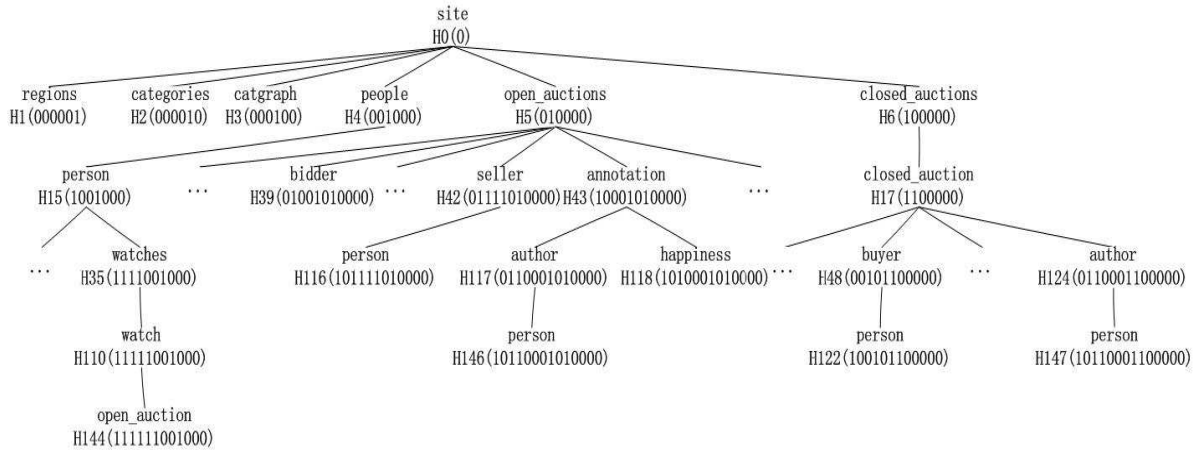 site
H0(0)
regions categories catgraph people open_auctions closed_auctions
H1(000001) H2(000010) H3(000100) H4(001000) H5(010000) H6(100000)
person ... bidder ... seller annotation ... closed_auction
H15(1001000) H39(01001010000) H42(01111010000) H43(10001010000) H17(1100000)
... watches person author happiness ... buyer ... author
H35(1111001000) H116(101111010000) H117(0110001010000) H118(1010001010000) H48(00101100000) H124(0110001100000)
watch person person person
H110(11111001000) H146(10110001010000) H122(100101100000) H147(10110001100000)
open_auction
H144(111111001000)